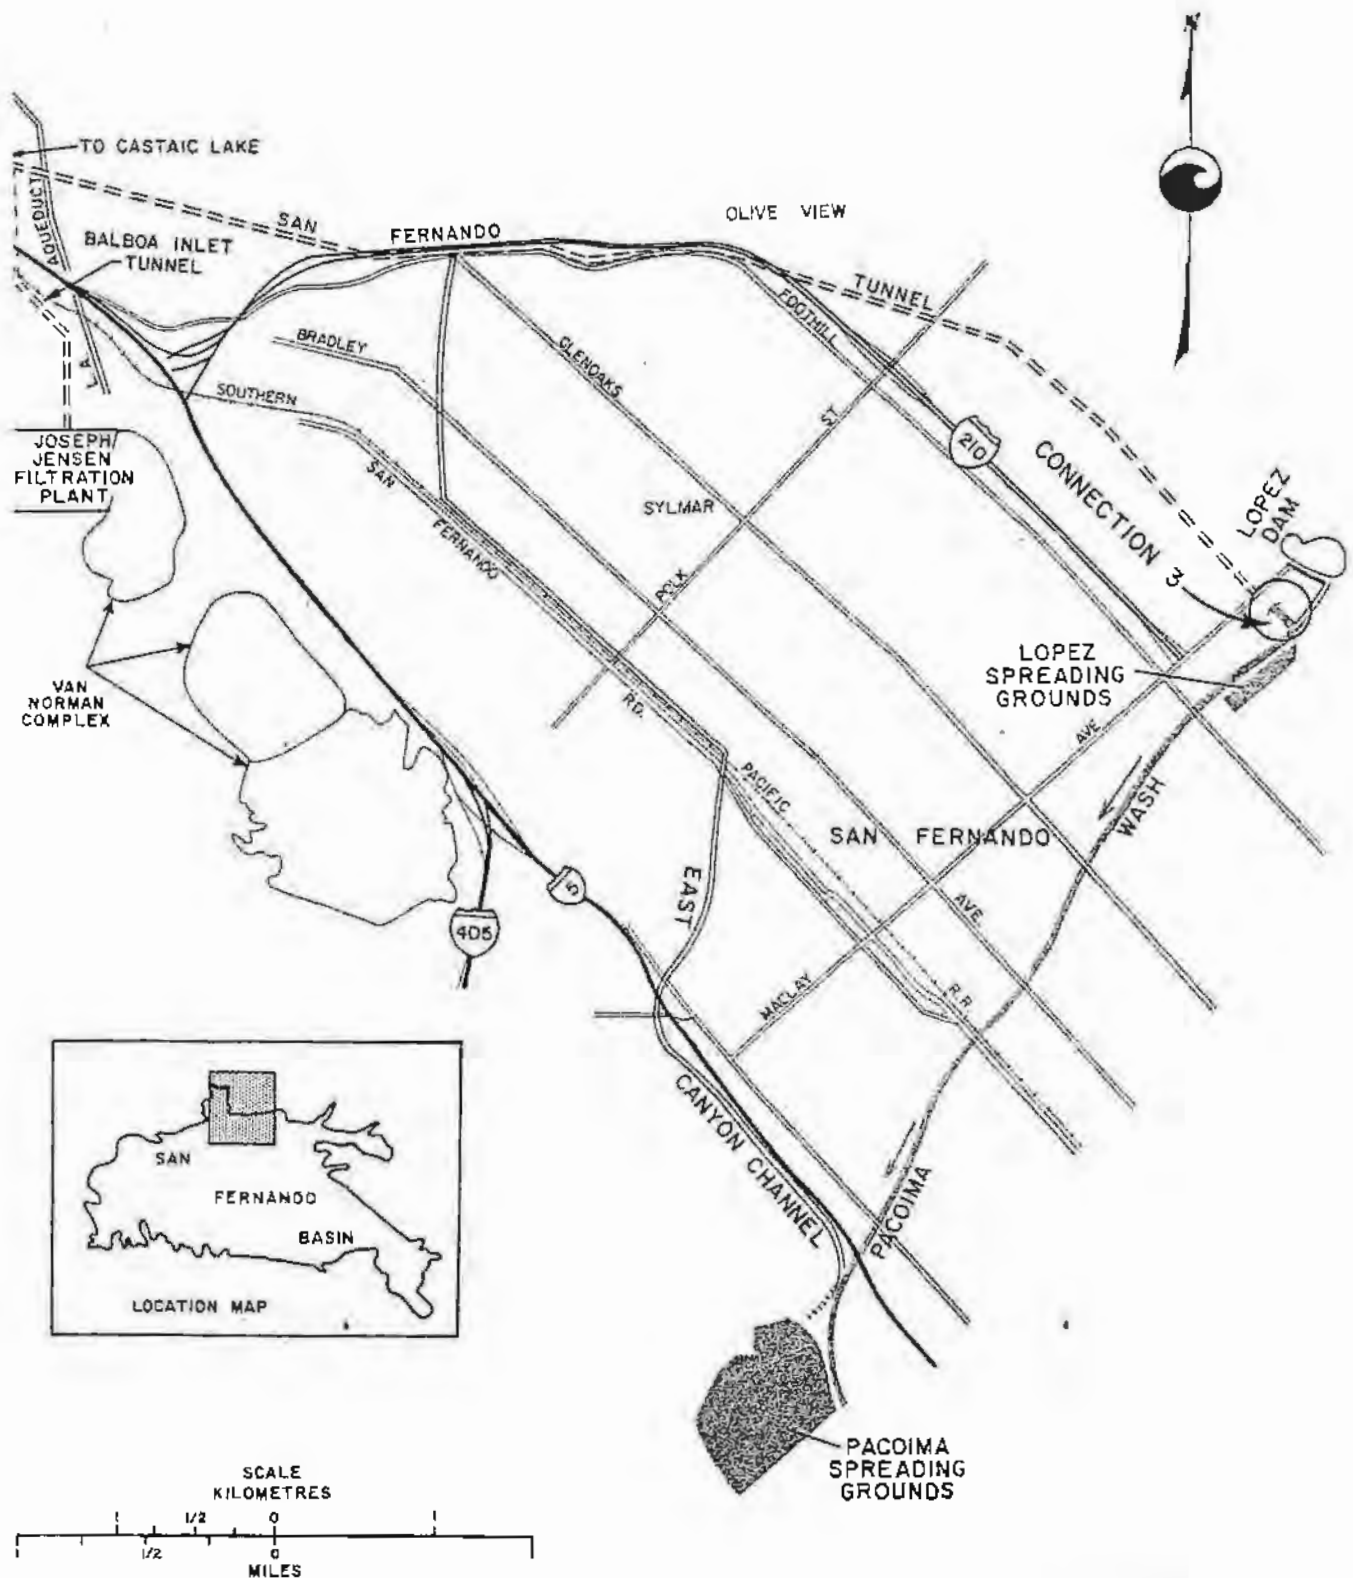 N
TO CASTAIC LAKE
AQUEDUCT
L.A.
BALBOA INLET
TUNNEL
SAN
FERNANDO
OLIVE VIEW
TUNNEL
FOOTHILL
BRADLEY
GLENOAKS
SOUTHERN
ST.
210
CONNECTION 3
LOPEZ
DAM
JOSEPH
JENSEN
FILTRATION
PLANT
SAN
FERNANDO
SYLMAR
POLK
LOPEZ
SPREADING
GROUNDS
VAN
NORMAN
COMPLEX
RD.
AVE
PACIFIC
WASH
SAN FERNANDO
EAST
5
405
AVE.
MACLAY
R.R.
CANYON CHANNEL
PACOIMA
SAN
FERNANDO
BASIN
LOCATION MAP
PACOIMA
SPREADING
GROUNDS
SCALE
KILOMETRES
1 1/2 0 1
1 1/2 0 1
MILES